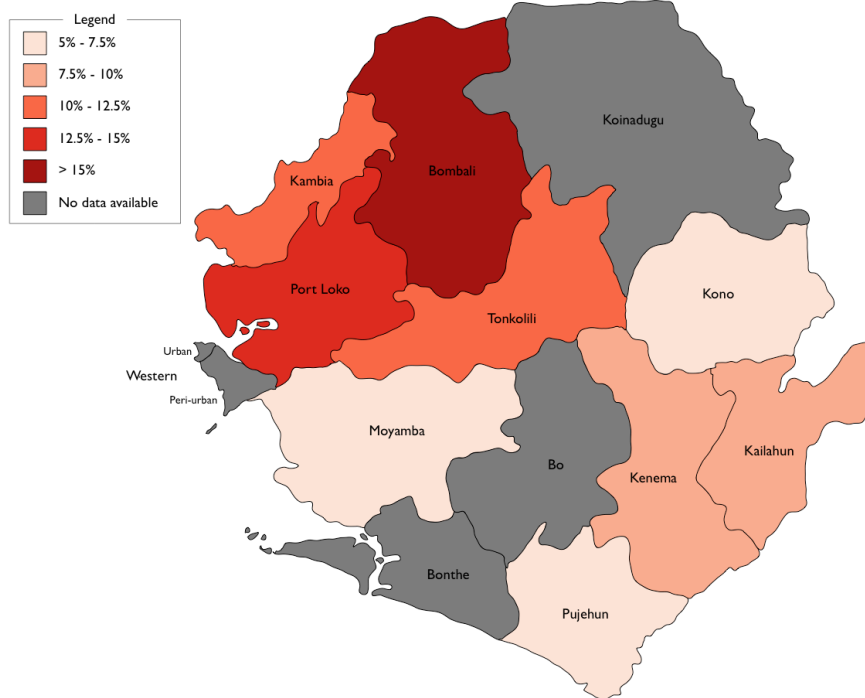 Legend
5% - 7.5%
7.5% - 10%
10% - 12.5%
12.5% - 15%
> 15%
No data available
Koinadugu
Bombali
Kambia
Port Loko
Kono
Tonkolili
Urban
Western
Peri-urban
Moyamba
Bo
Kenema
Kailahun
Bonthe
Pujehun